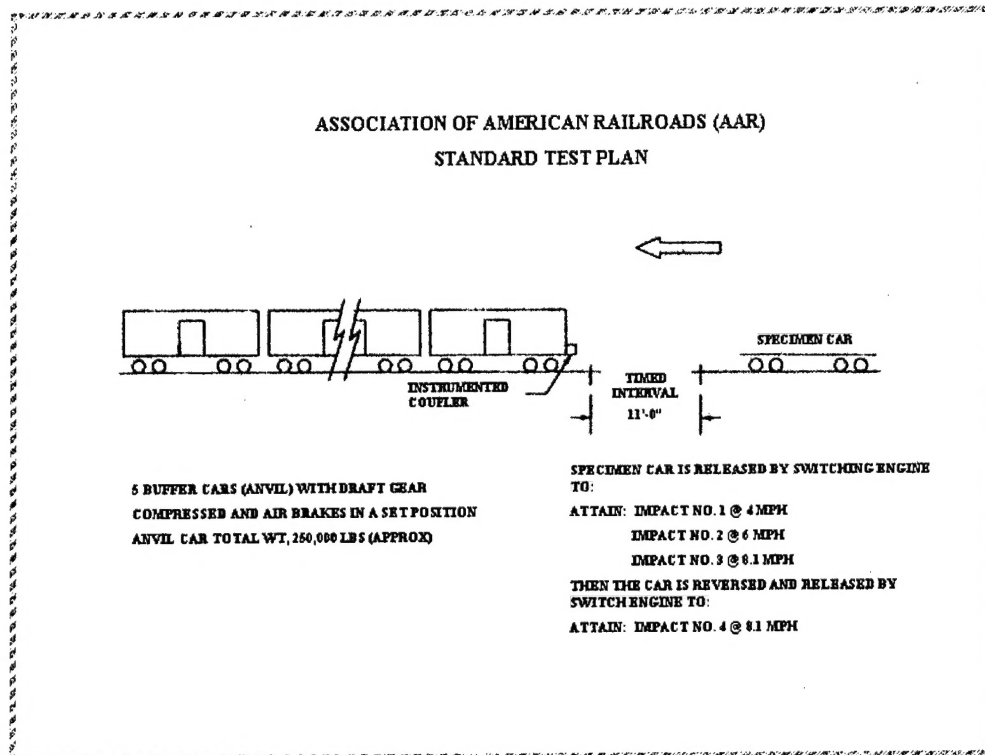 ASSOCIATION OF AMERICAN RAILROADS (AAR)
STANDARD TEST PLAN
SPECIMEN CAR
INSTRUMENTED
COUPLER
TIMED
INTERVAL
11'-0"
5 BUFFER CARS (ANVIL) WITH DRAFT GEAR
COMPRESSED AND AIR BRAKES IN A SET POSITION
ANVIL CAR TOTAL WT, 250,000 LBS (APPROX)
SPECIMEN CAR IS RELEASED BY SWITCHING ENGINE
TO:
ATTAIN: IMPACT NO. 1 @ 4 MPH
IMPACT NO. 2 @ 6 MPH
IMPACT NO. 3 @ 8.1 MPH
THEN THE CAR IS REVERSED AND RELEASED BY
SWITCH ENGINE TO:
ATTAIN: IMPACT NO. 4 @ 8.1 MPH